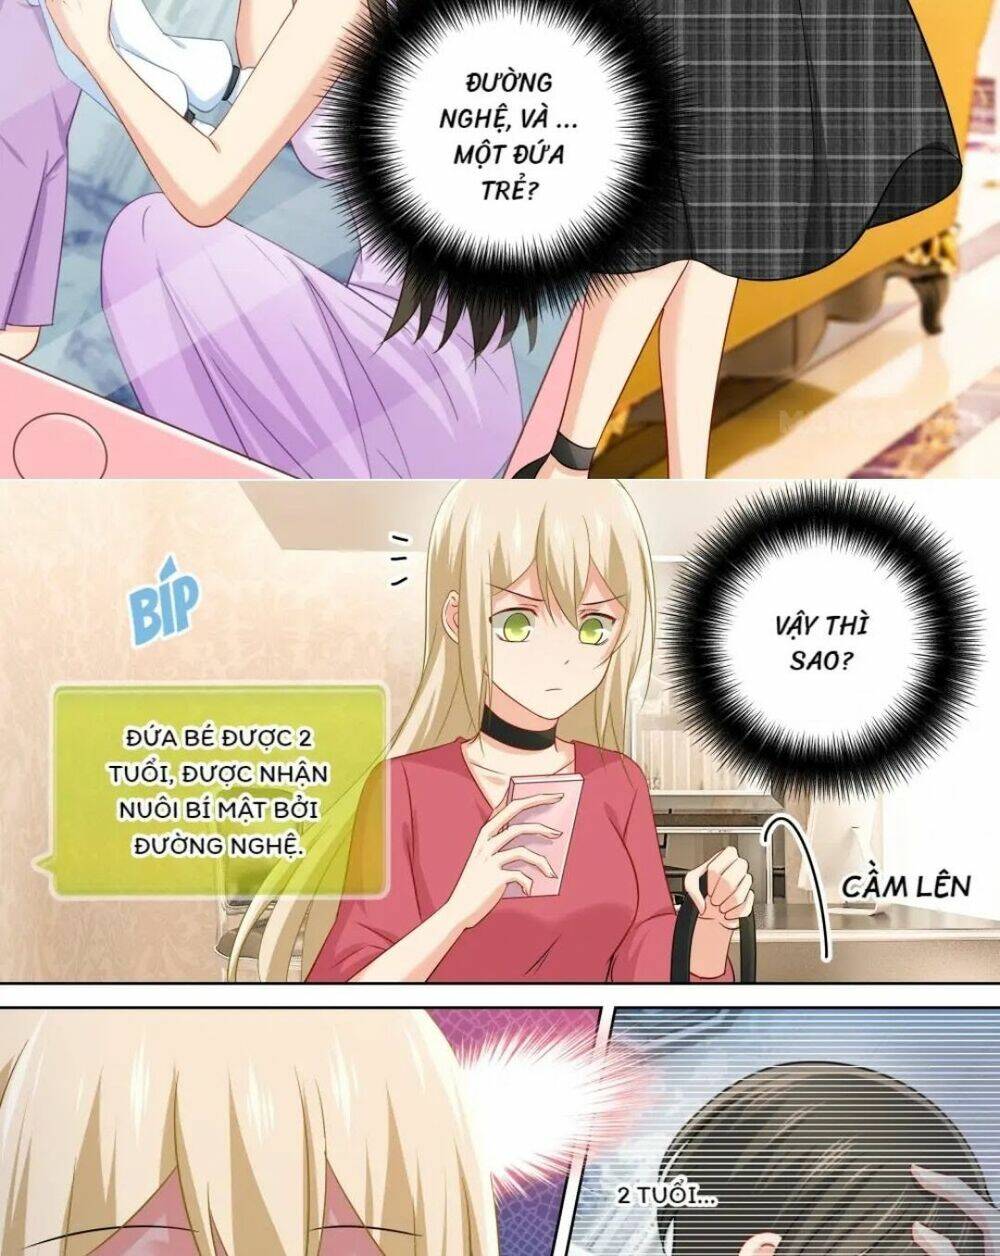 ĐƯỜNG
NGHỆ, VÀ ...
MỘT ĐỨA
TRẺ?
BÍP
VẬY THÌ
SAO?
ĐỨA BÉ ĐƯỢC 2
TUỔI, ĐƯỢC NHẬN
NUÔI BÍ MẬT BỞI
ĐƯỜNG NGHỆ.
CẦM LÊN
2 TUỔI...